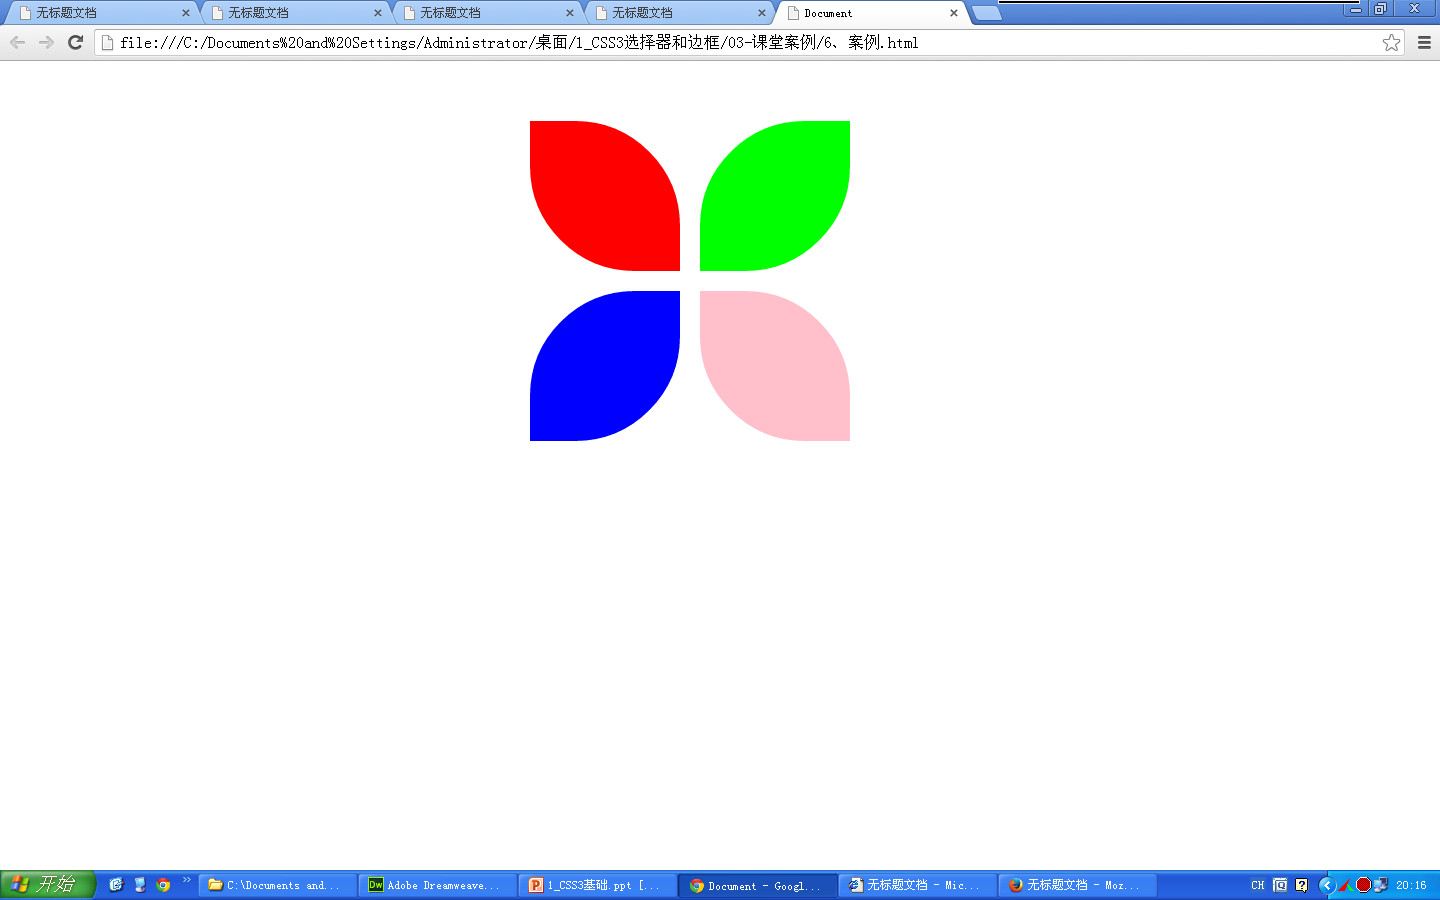 无标题文档
无标题文档
无标题文档
无标题文档
Document
file:///C:/Documents%20and%20Settings/Administrator/桌面/1_CSS3选择器和边框/03-课堂案例/6、案例.html
开始
C:\Documents and...
Adobe Dreamweave...
1_CSS3基础.ppt [...
Document - Googl...
无标题文档 - Mic...
无标题文档 - Moz...
CH
20:16